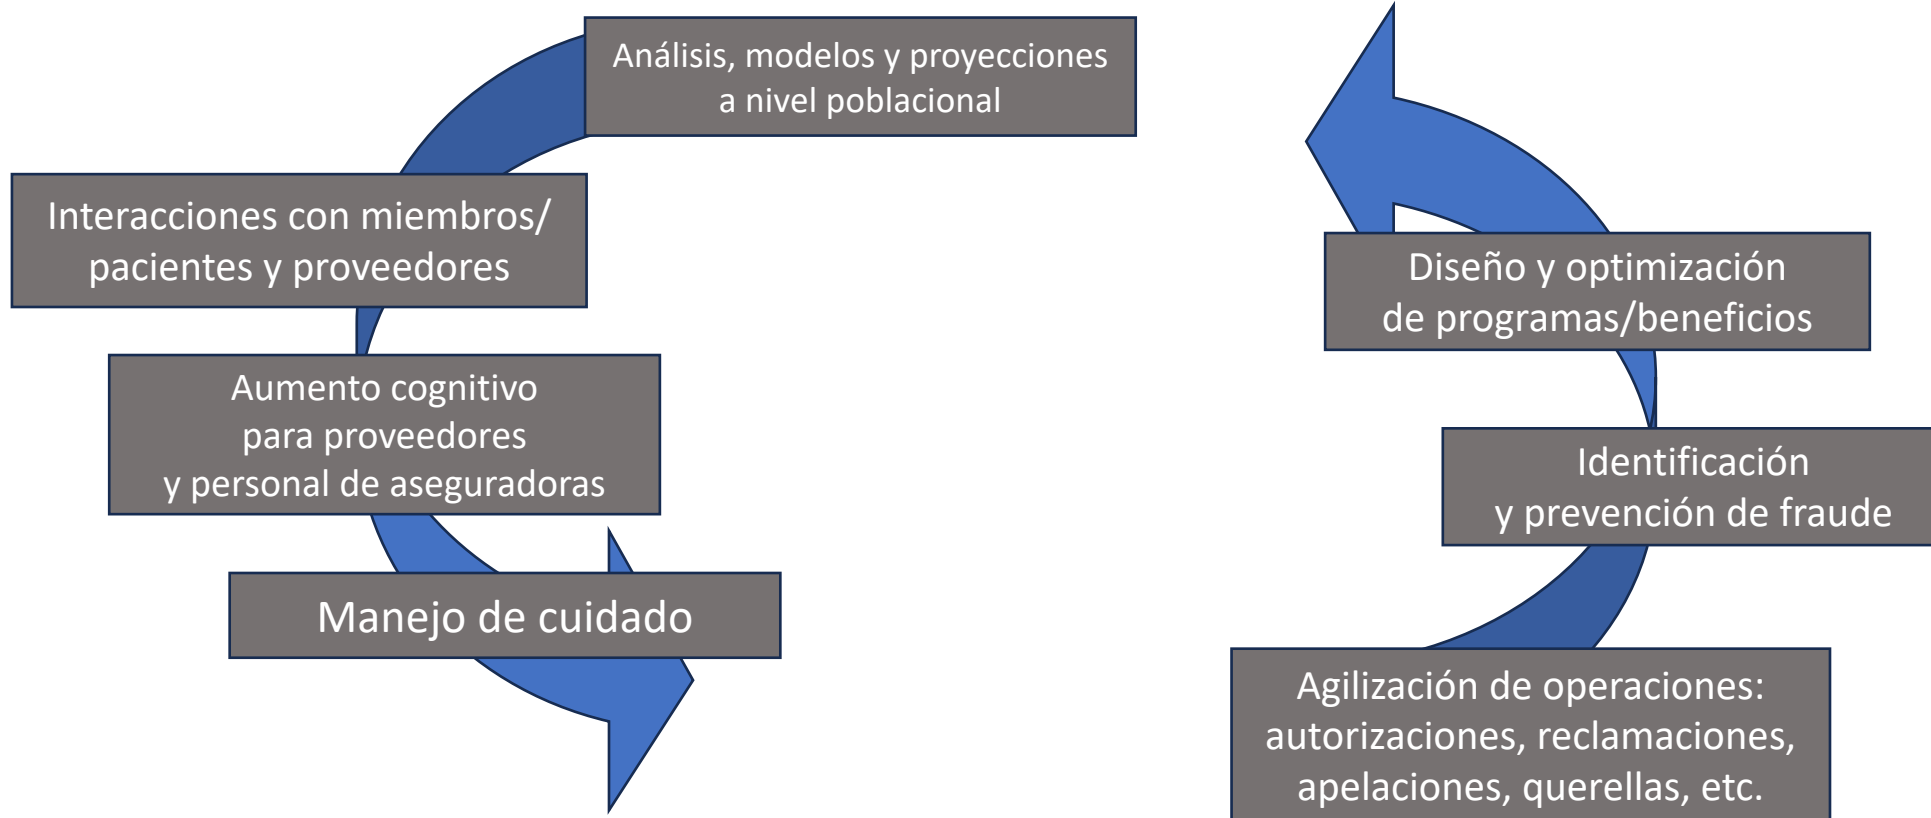 Análisis, modelos y proyecciones
a nivel poblacional
Interacciones con miembros/
pacientes y proveedores
Aumento cognitivo
para proveedores
y personal de aseguradoras
Manejo de cuidado
Diseño y optimización
de programas/beneficios
Identificación
y prevención de fraude
Agilización de operaciones:
autorizaciones, reclamaciones,
apelaciones, querellas, etc.